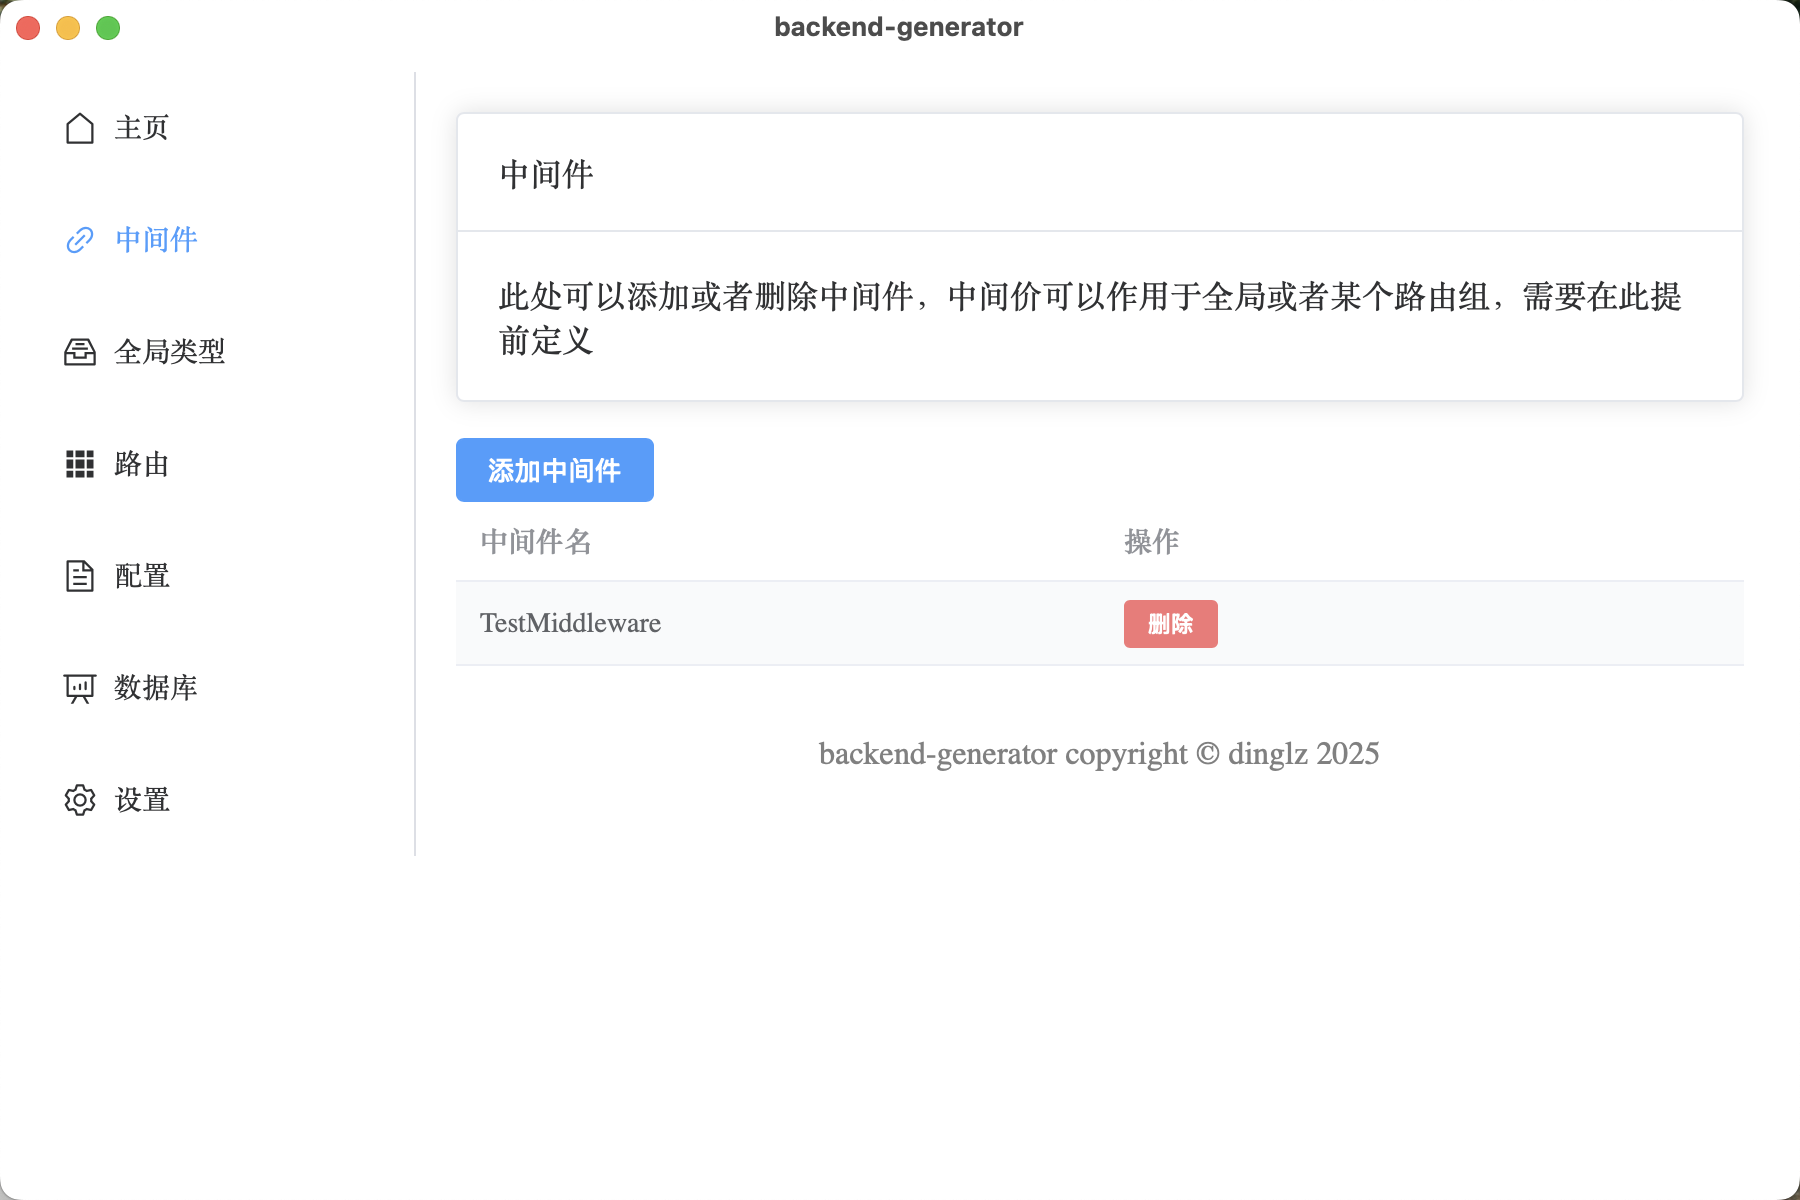 backend-generator
主页
中间件
全局类型
路由
配置
数据库
设置
中间件
此处可以添加或者删除中间件，中间价可以作用于全局或者某个路由组，需要在此提
前定义
添加中间件
中间件名 操作
TestMiddleware 删除
backend-generator copyright © dinglz 2025